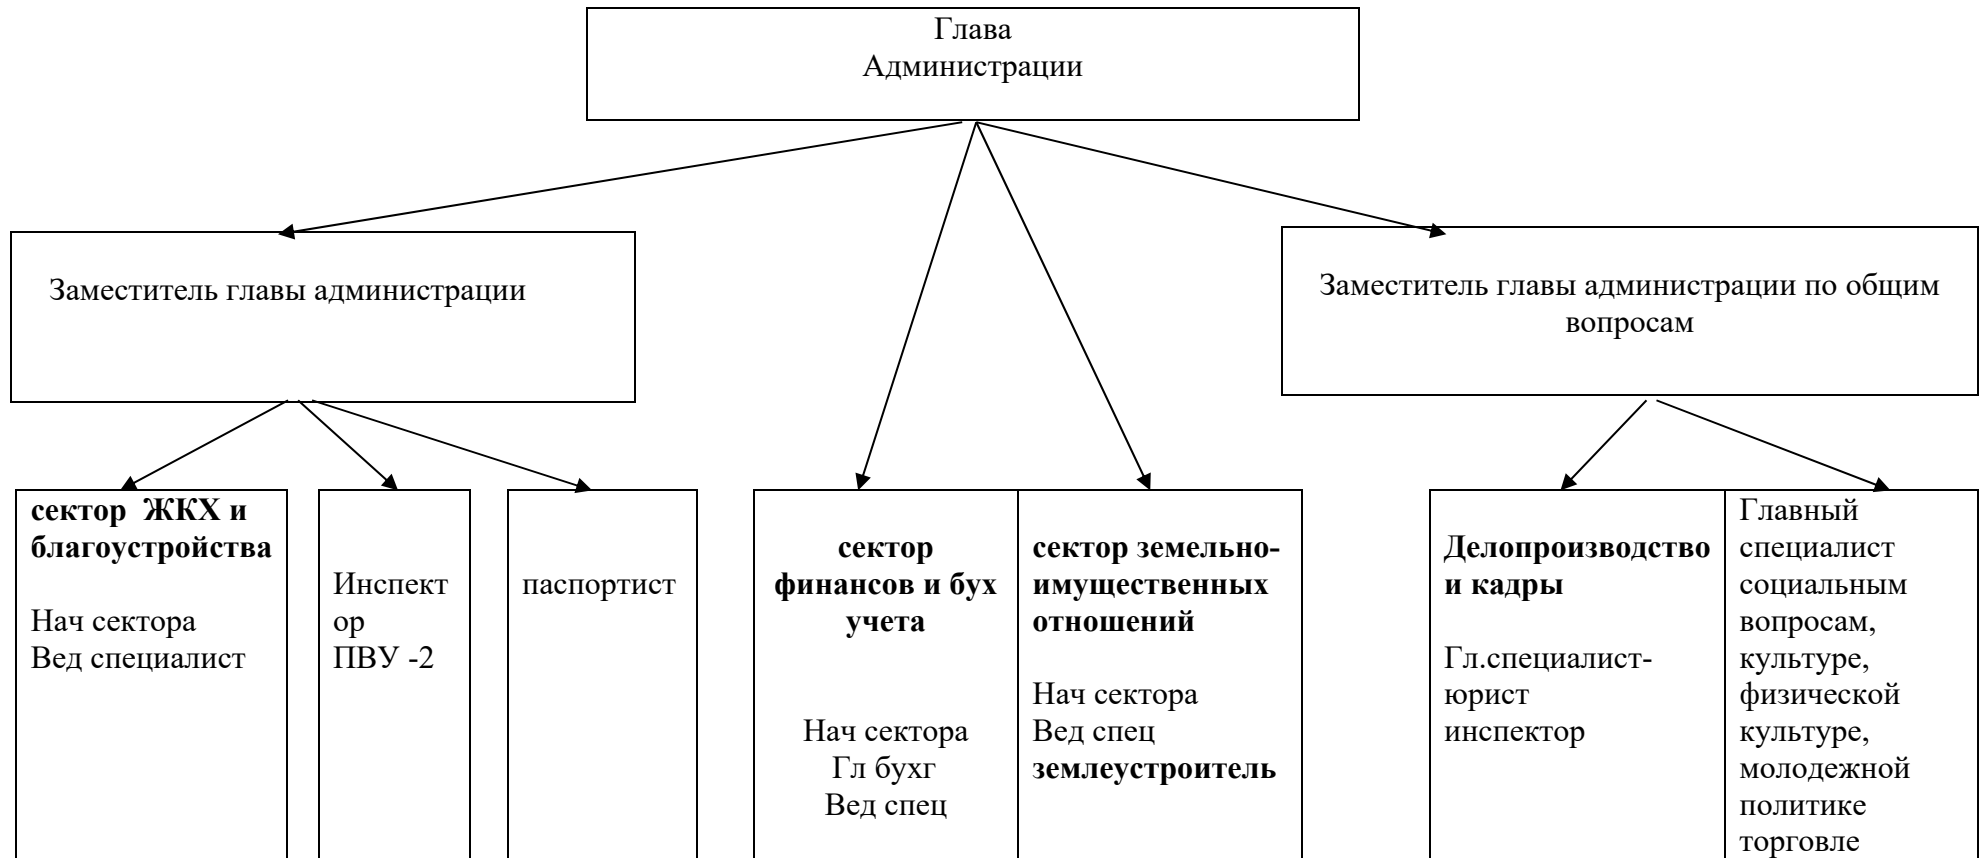 Глава
Администрации
Заместитель главы администрации
Заместитель главы администрации по общим
вопросам
сектор ЖКХ и
благоустройства
Нач сектора
Вед специалист
Инспект
ор
ПВУ -2
паспортист
сектор
финансов и бух
учета
Нач сектора
Гл бухг
Вед спец
сектор земельно-
имущественных
отношений
Нач сектора
Вед спец
землеустроитель
Делопроизводство
и кадры
Гл.специалист-
юрист
инспектор
Главный
специалист
социальным
вопросам,
культуре,
физической
культуре,
молодежной
политике
торговле